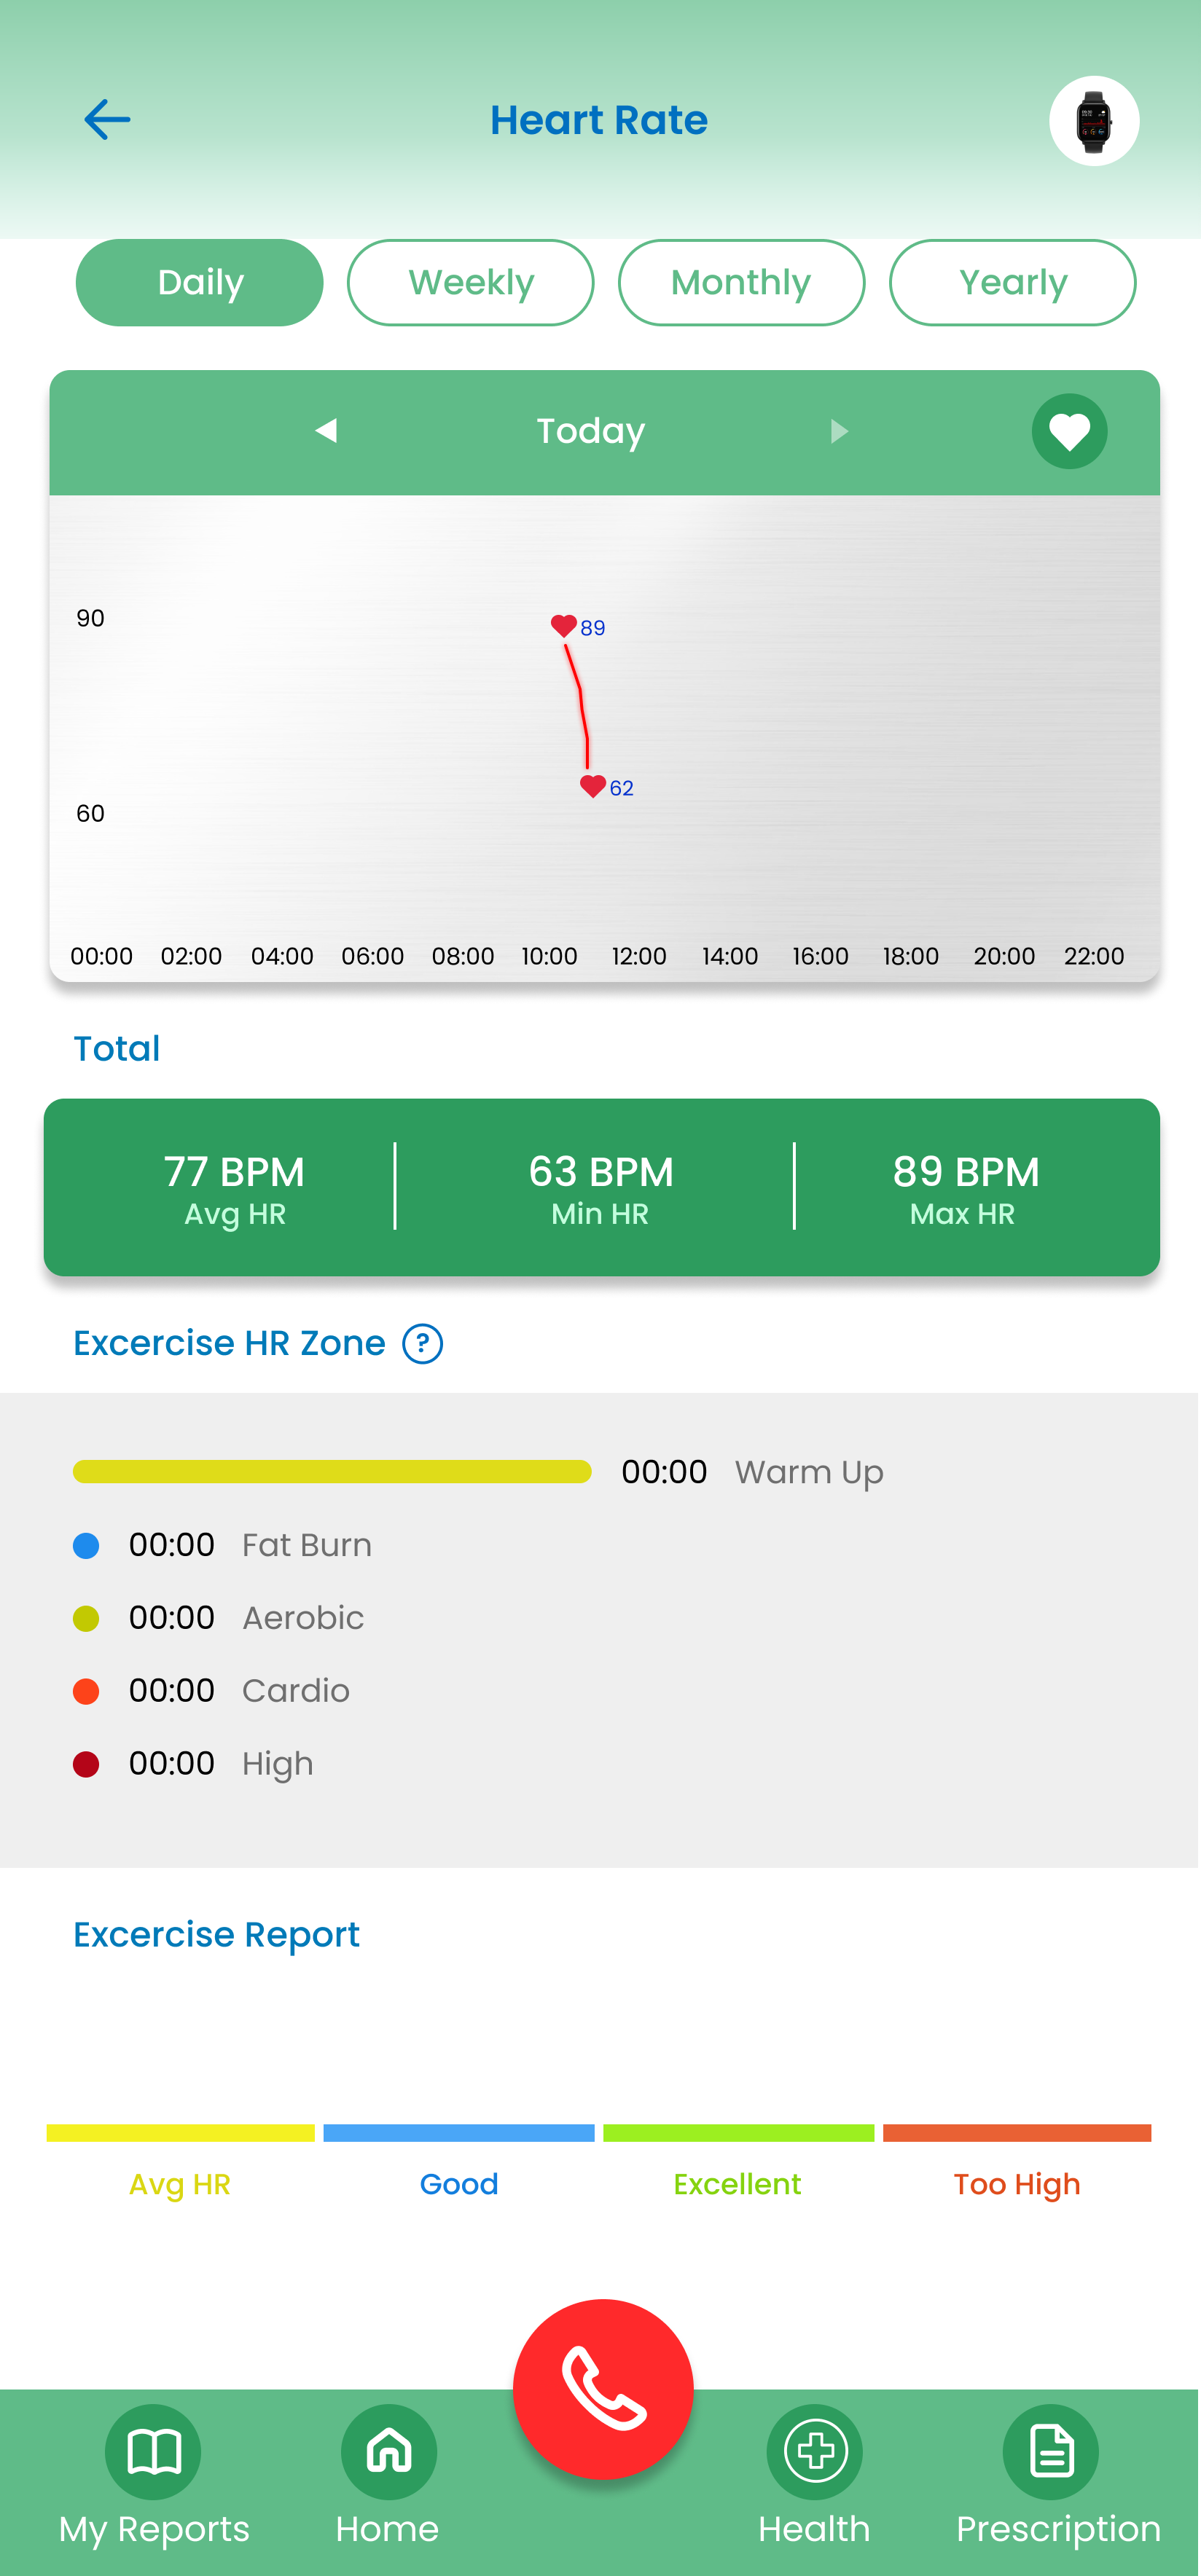 Heart Rate
Daily Weekly Monthly Yearly
Today
90
89
62
60
00:00 02:00 04:00 06:00 08:00 10:00 12:00 14:00 16:00 18:00 20:00 22:00
Total
77 BPM 63 BPM 89 BPM
Avg HR Min HR Max HR
Excercise HR Zone ?
00:00 Warm Up
00:00 Fat Burn
00:00 Aerobic
00:00 Cardio
00:00 High
Excercise Report
Avg HR Good Excellent Too High
My Reports Home Health Prescription